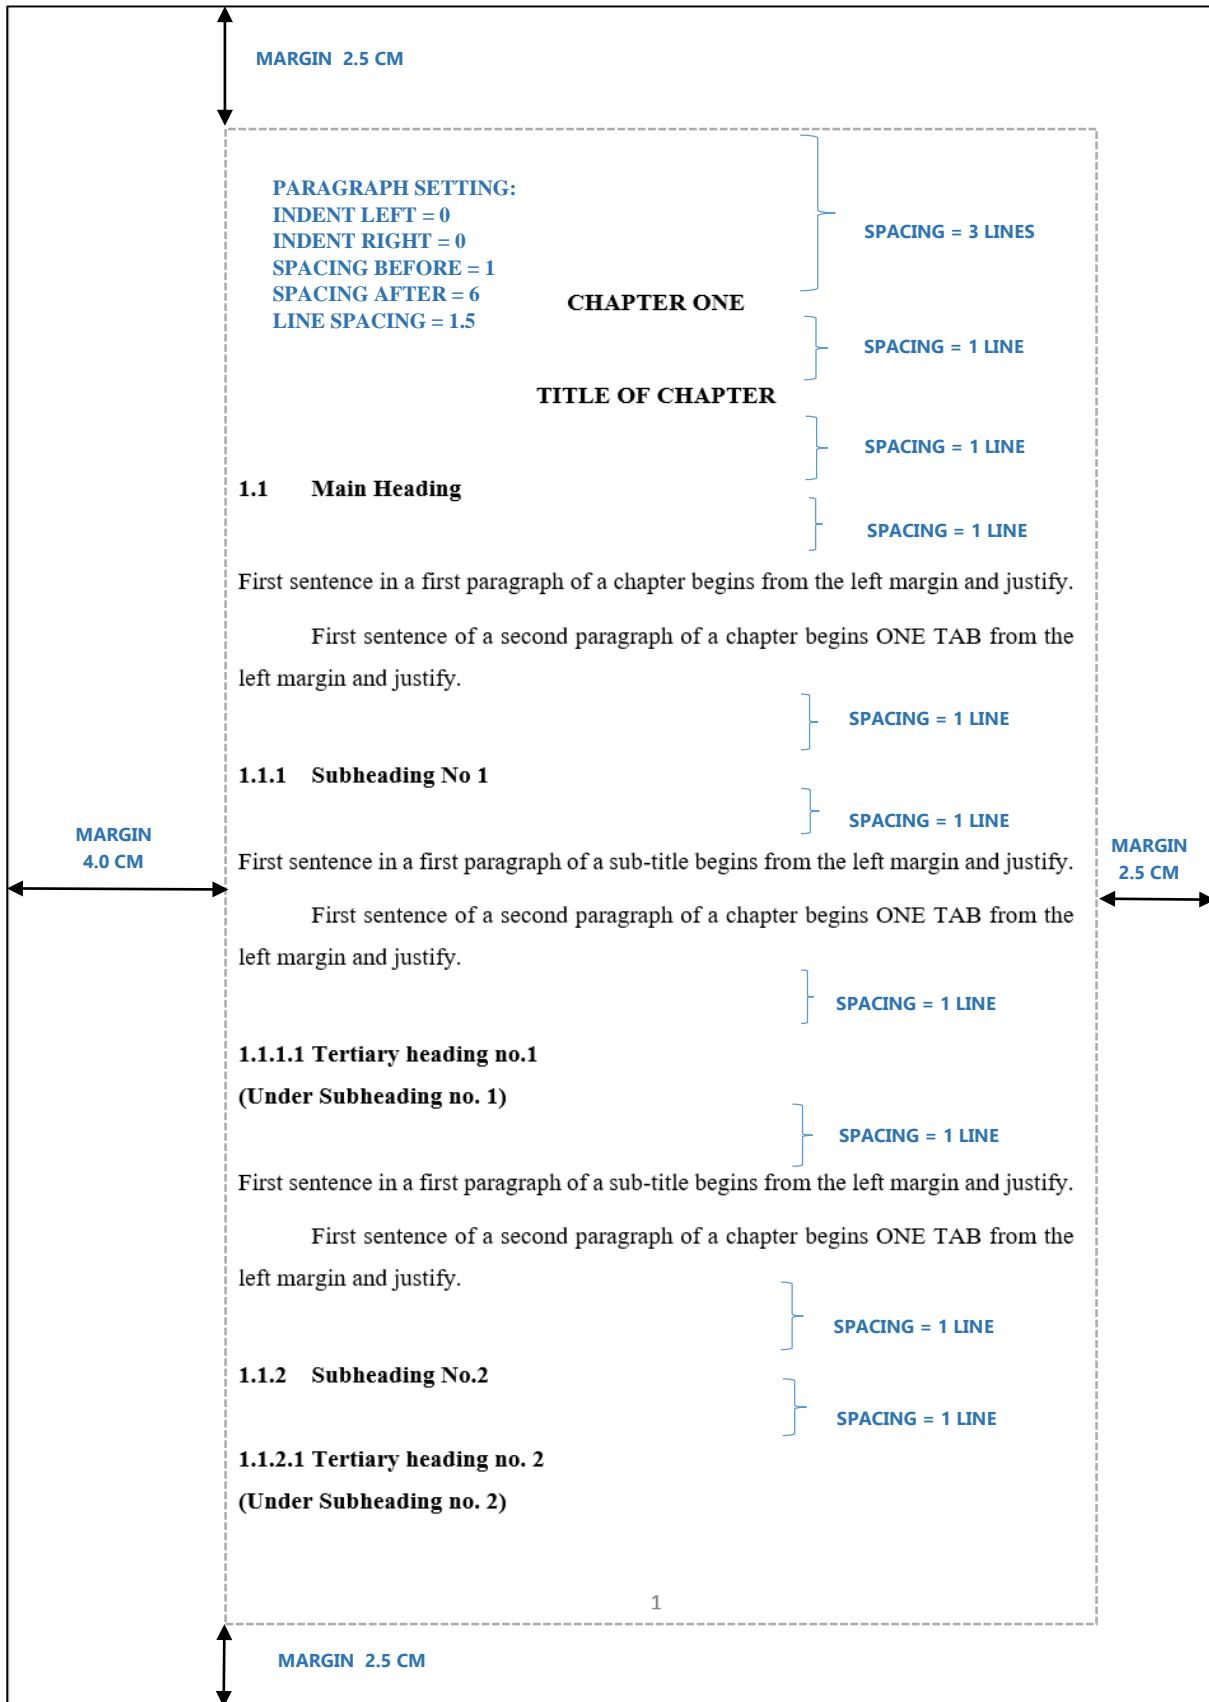 MARGIN 2.5 CM
PARAGRAPH SETTING:
INDENT LEFT = 0
INDENT RIGHT = 0
SPACING BEFORE = 1
SPACING AFTER = 6
LINE SPACING = 1.5
SPACING = 3 LINES
CHAPTER ONE
SPACING = 1 LINE
TITLE OF CHAPTER
SPACING = 1 LINE
1.1 Main Heading
SPACING = 1 LINE
First sentence in a first paragraph of a chapter begins from the left margin and justify.
First sentence of a second paragraph of a chapter begins ONE TAB from the
left margin and justify.
SPACING = 1 LINE
1.1.1 Subheading No 1
SPACING = 1 LINE
MARGIN
4.0 CM
First sentence in a first paragraph of a sub-title begins from the left margin and justify.
MARGIN
2.5 CM
First sentence of a second paragraph of a chapter begins ONE TAB from the
left margin and justify.
SPACING = 1 LINE
1.1.1.1 Tertiary heading no.1
(Under Subheading no. 1)
SPACING = 1 LINE
First sentence in a first paragraph of a sub-title begins from the left margin and justify.
First sentence of a second paragraph of a chapter begins ONE TAB from the
left margin and justify.
SPACING = 1 LINE
1.1.2 Subheading No.2
SPACING = 1 LINE
1.1.2.1 Tertiary heading no. 2
(Under Subheading no. 2)
1
MARGIN 2.5 CM